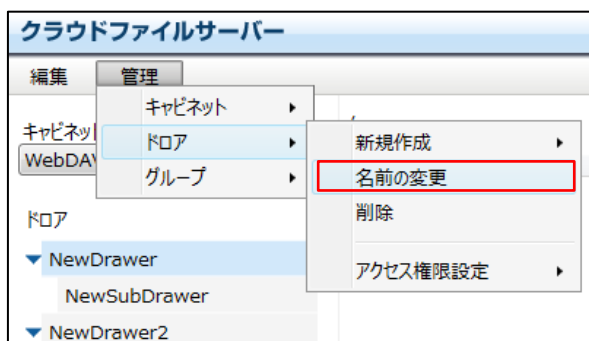 クラウドファイルサーバー
編集 管理
キャビネット
キャビネッ
ドロア
WebDAV
グループ
新規作成
名前の変更
削除
アクセス権限設定
ドロア
NewDrawer
NewSubDrawer
NewDrawer2